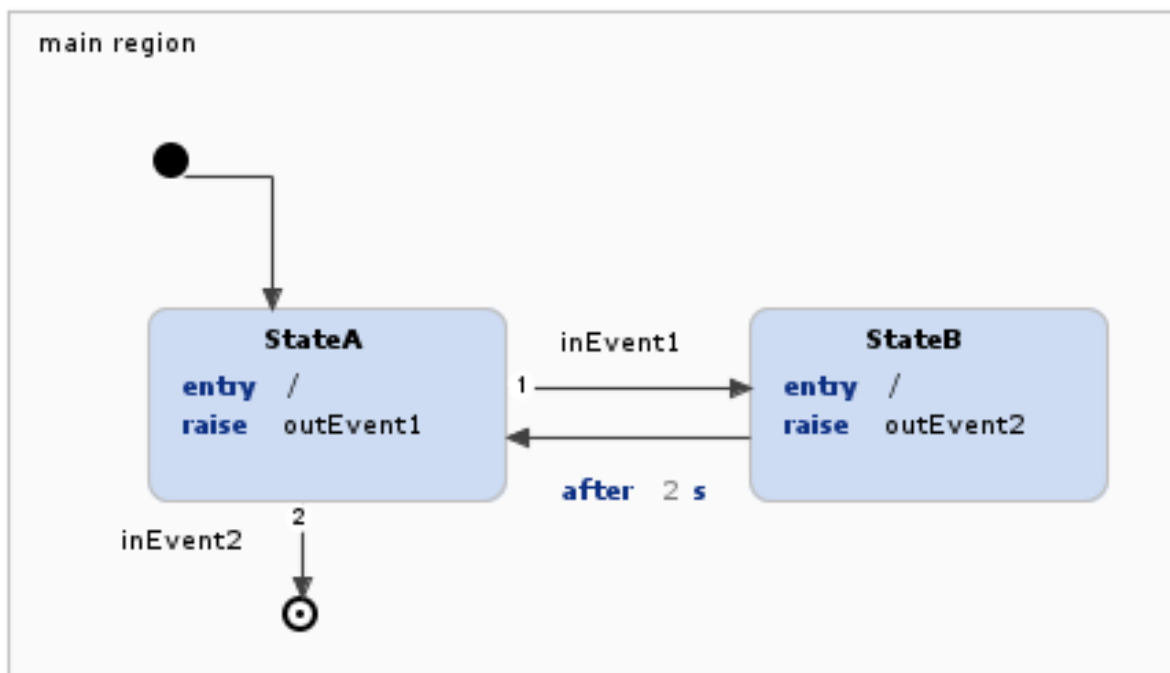 main region
StateA
entry /
raise outEvent1
inEvent1
1
StateB
entry /
raise outEvent2
after 2 s
2
inEvent2